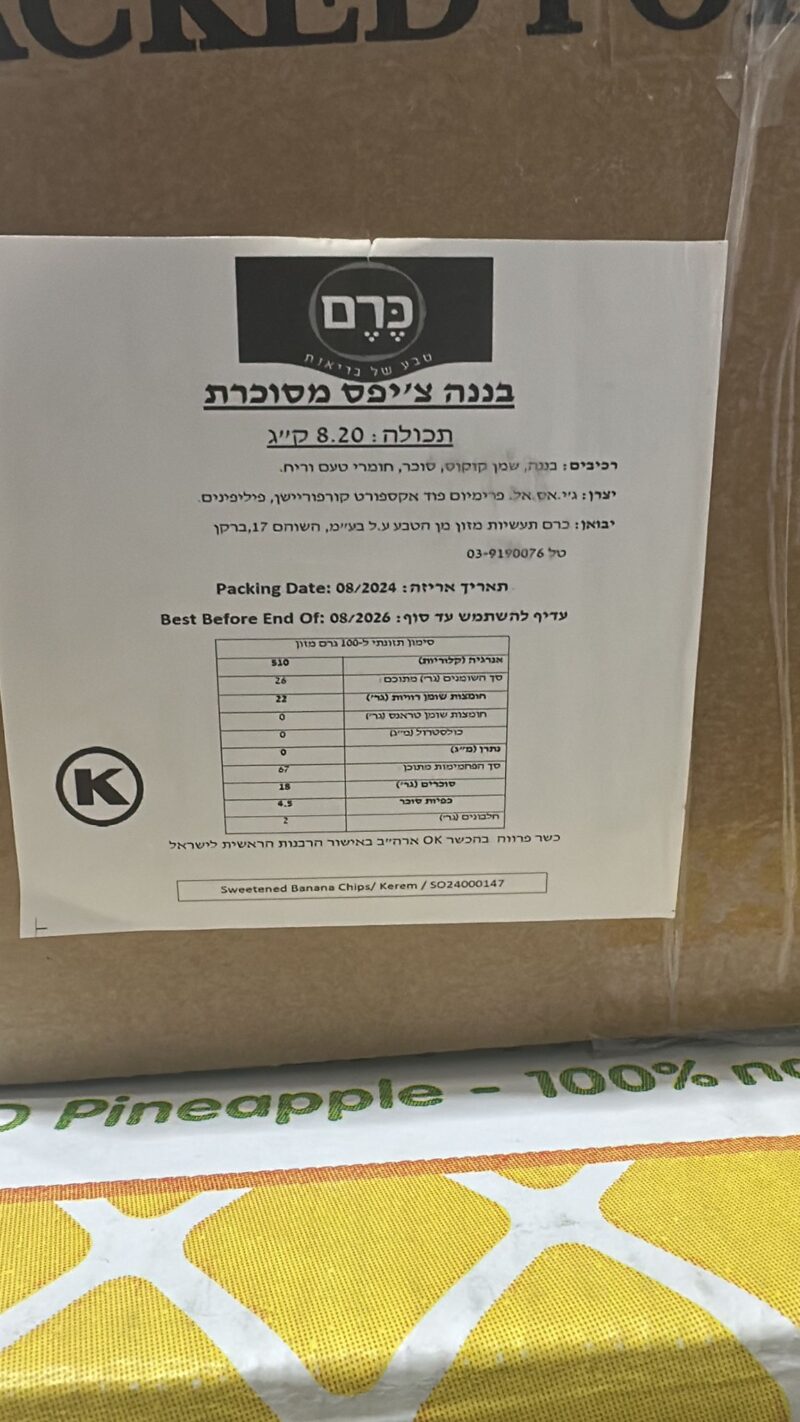 ACKED FO
כֶּרֶם
טבע של בריאות
בננה צ'יפס מסוכרת
תכולה: 8.20 ק"ג
רכיבים: בננה, שמן קוקוס, סוכר, חומרי טעם וריח.
יצרן: ג'י.אס.אל. פרימיום פוד אקספורט קורפוריישן, פיליפינים.
יבואן: כרם תעשיות מזון מן הטבע ע.ל בע"מ, השוהם 17,ברקן
טל 03-9190076
תאריך אריזה: Packing Date: 08/2024
עדיף להשתמש עד סוף: Best Before End Of: 08/2026
סימון תזונתי ל-100 גרם מזון
אנרגיה (קלוריות) 510
סך השומנים (גר') מתוכם: 26
חומצות שומן רוויות (גר') 22
חומצות שומן טראנס (גר') 0
כולסטרול (מ"ג) 0
נתרן (מ"ג) 0
סך הפחמימות מתוכן 67
סוכרים (גר') 18
כפיות סוכר 4.5
חלבונים (גר') 2
K
כשר פרווה בהכשר OK ארה"ב באישור הרבנות הראשית לישראל
Sweetened Banana Chips/ Kerem / SO24000147
Pineapple - 100% na